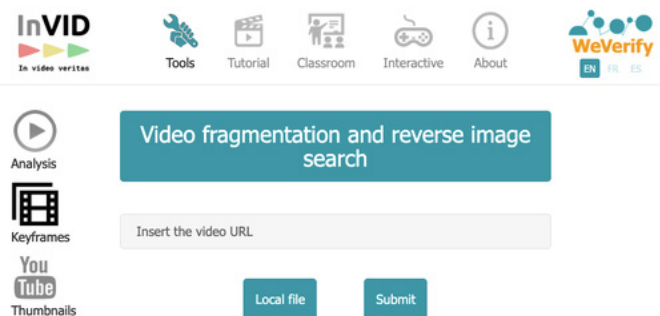 InVID
In video veritas
Tools
Tutorial
Classroom
Interactive
About
WeVerify
EN FR ES
Analysis
Keyframes
You
Tube
Thumbnails
Video fragmentation and reverse image
search
Insert the video URL
Local file
Submit